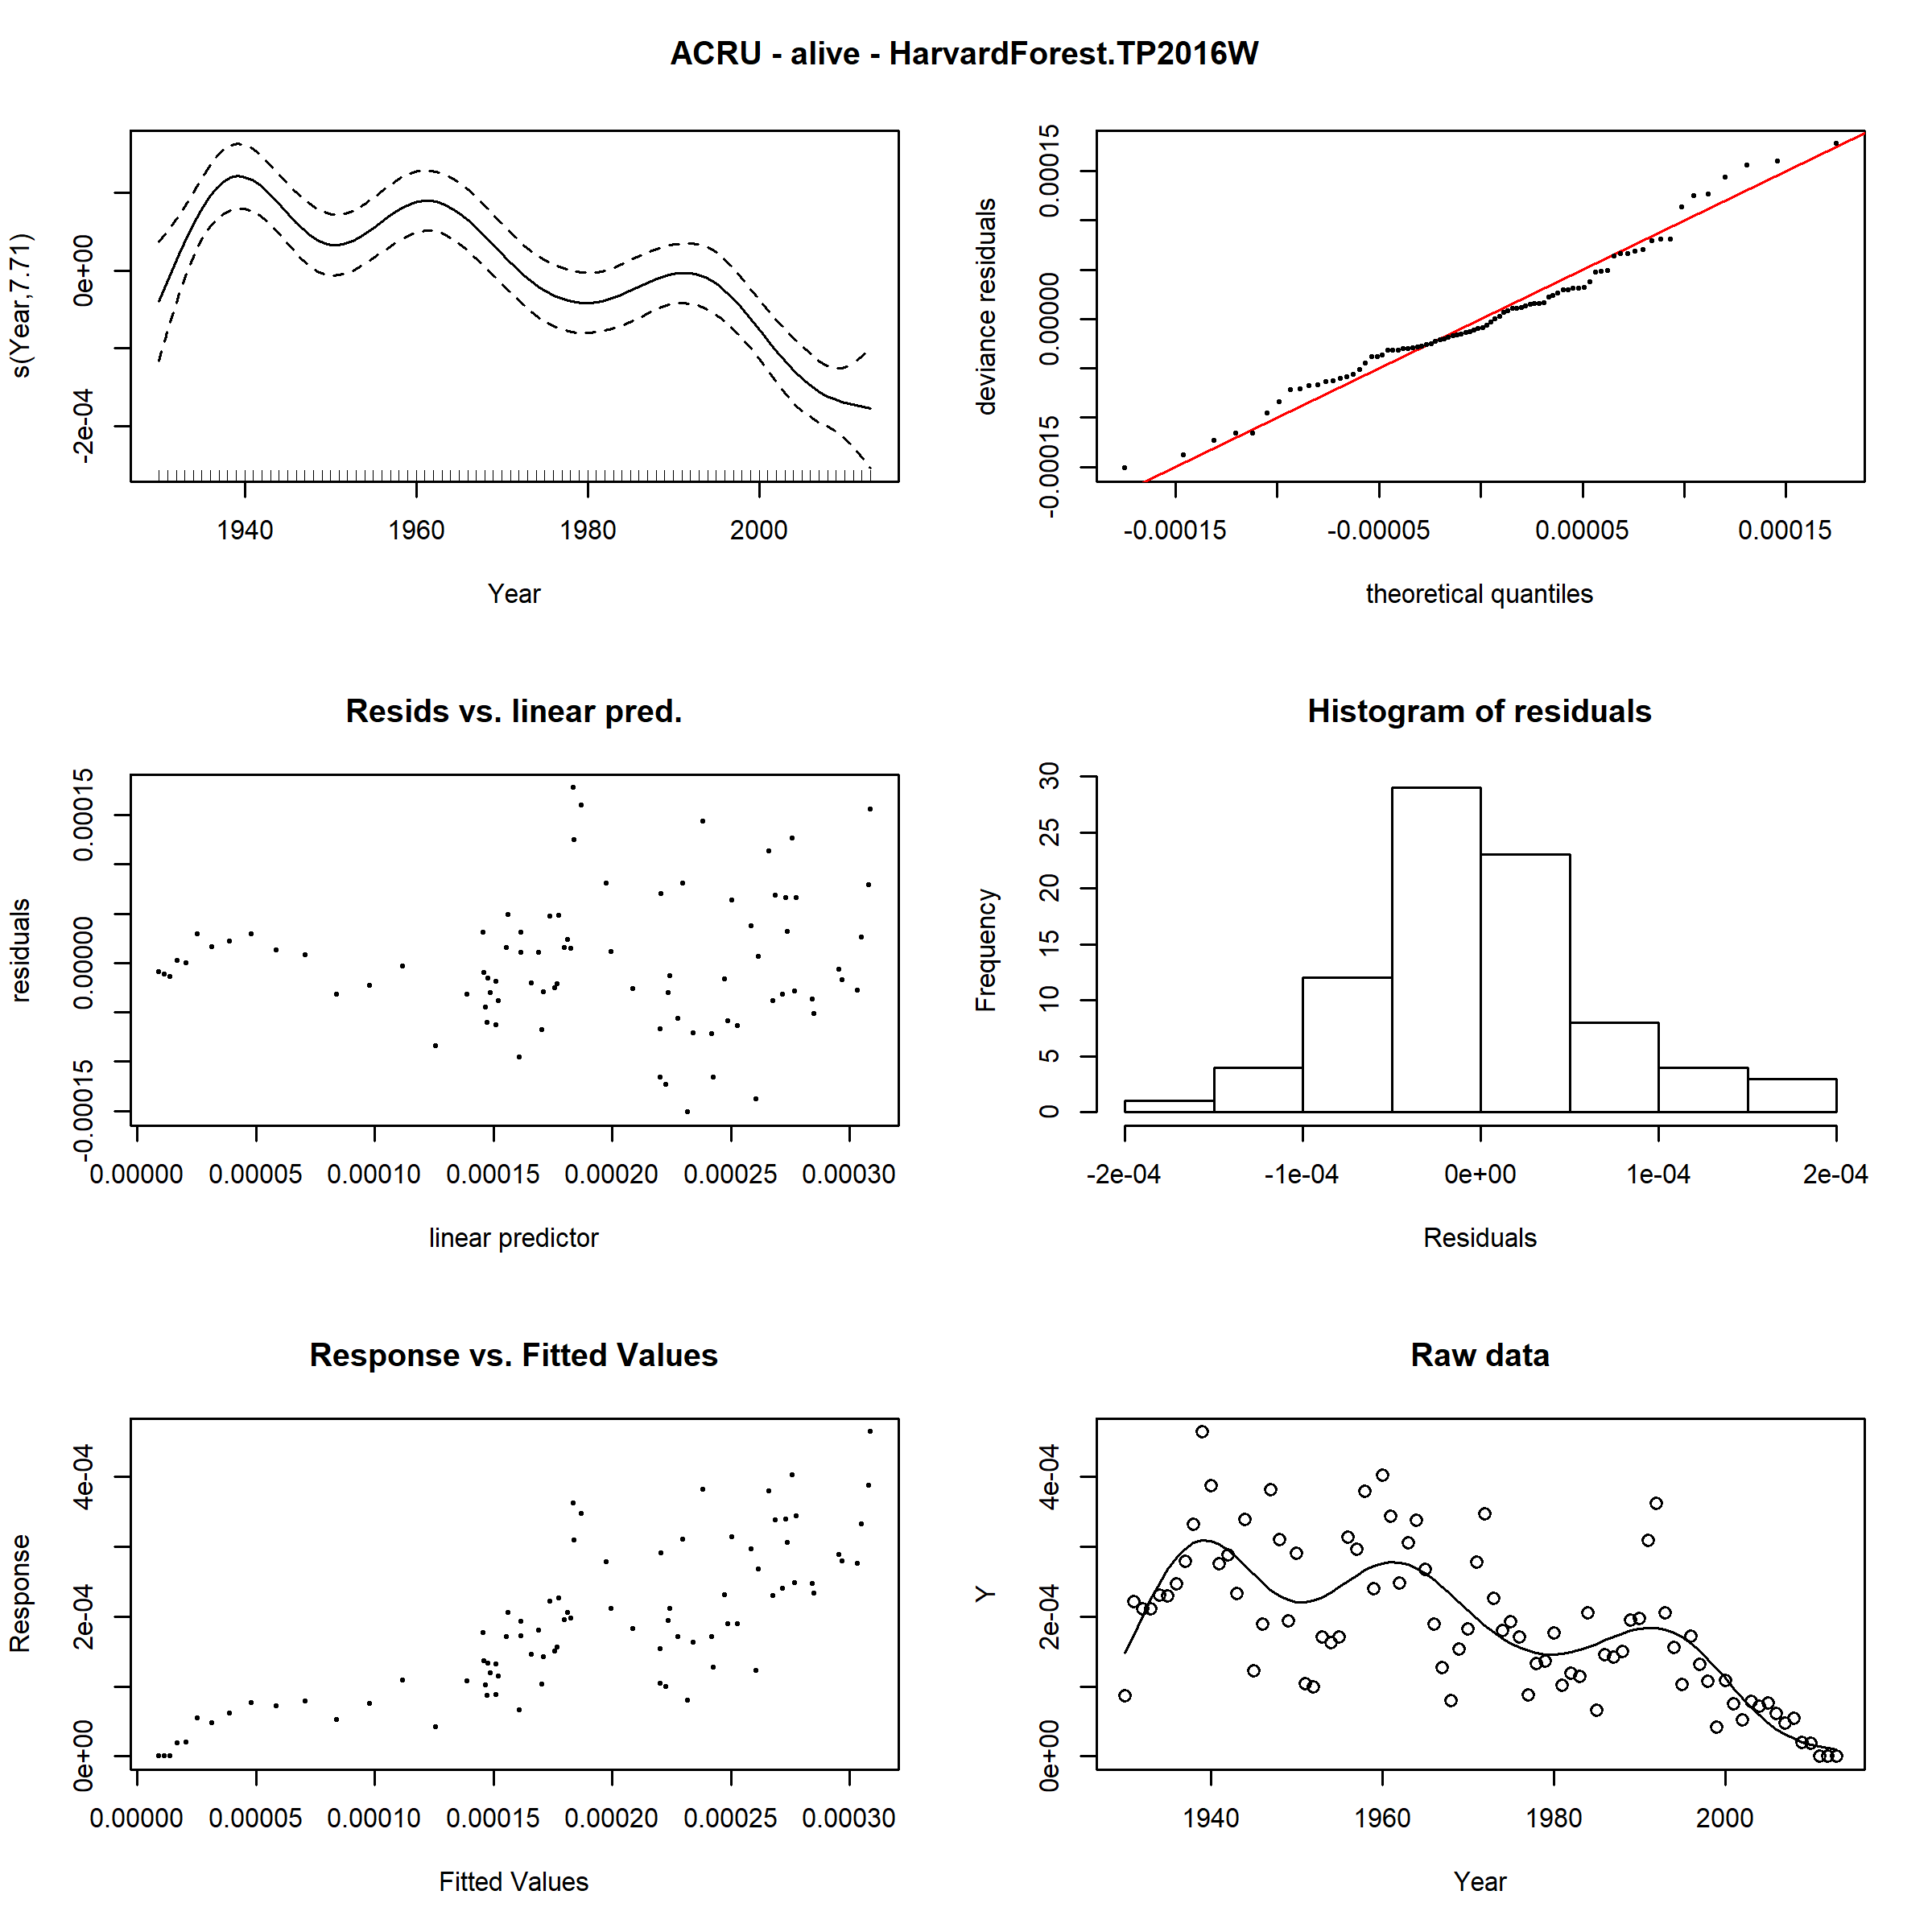 ACRU - alive - HarvardForest.TP2016W
s(Year,7.71)
-2e-04 0e+00
1940 1960 1980 2000
Year
deviance residuals
-0.00015 0.00000 0.00015
-0.00015 -0.00005 0.00005 0.00015
theoretical quantiles
Resids vs. linear pred.
residuals
-0.00015 0.00000 0.00015
0.00000 0.00005 0.00010 0.00015 0.00020 0.00025 0.00030
linear predictor
Histogram of residuals
Frequency
0 5 10 15 20 25 30
-2e-04 -1e-04 0e+00 1e-04 2e-04
Residuals
Response vs. Fitted Values
Response
0e+00 2e-04 4e-04
0.00000 0.00005 0.00010 0.00015 0.00020 0.00025 0.00030
Fitted Values
Raw data
Y
0e+00 2e-04 4e-04
1940 1960 1980 2000
Year